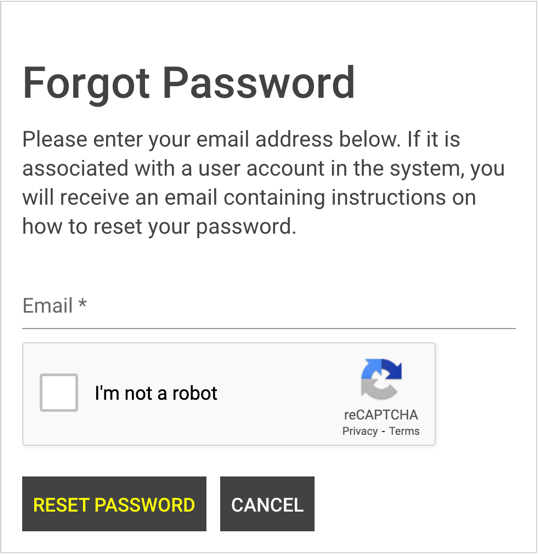 Forgot Password
Please enter your email address below. If it is
associated with a user account in the system, you
will receive an email containing instructions on
how to reset your password.
Email *
I'm not a robot
reCAPTCHA
Privacy - Terms
RESET PASSWORD
CANCEL